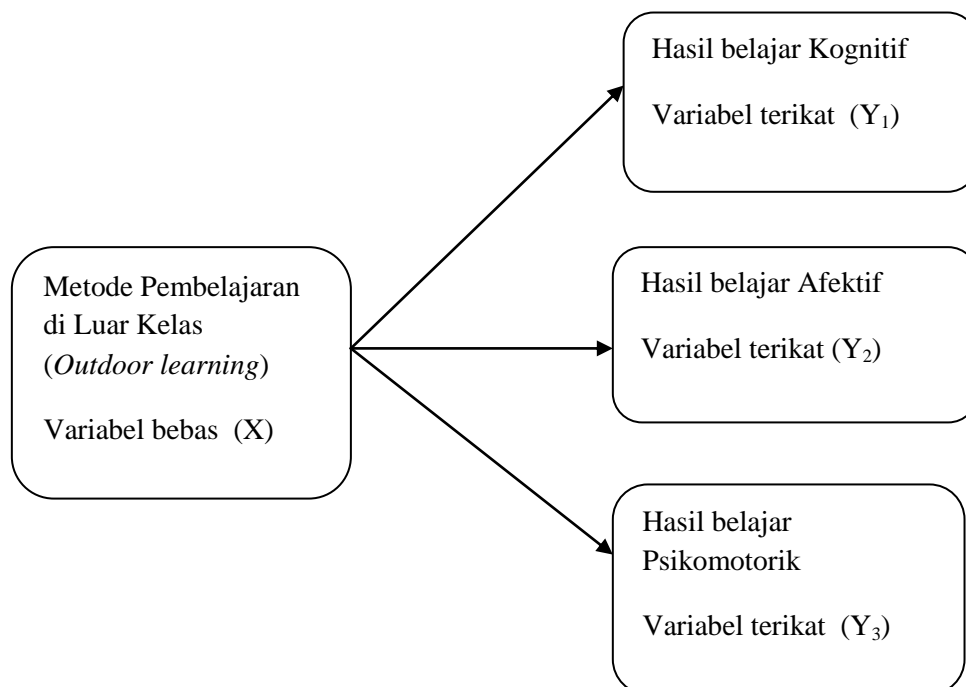 Hasil belajar Kognitif
Variabel terikat (Y₁)
Metode Pembelajaran
di Luar Kelas
(Outdoor learning)
Variabel bebas (X)
Hasil belajar Afektif
Variabel terikat (Y₂)
Hasil belajar
Psikomotorik
Variabel terikat (Y₃)